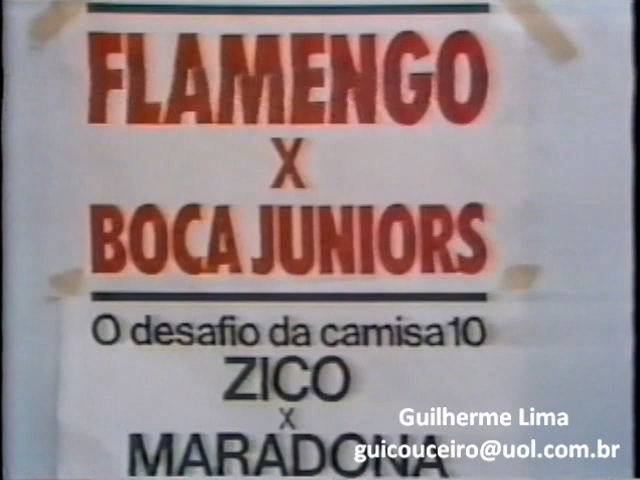 FLAMENGO
X
BOCA JUNIORS
O desafio da camisa 10
ZICO
X
MARADONA
Guilherme Lima
guicouceiro@uol.com.br